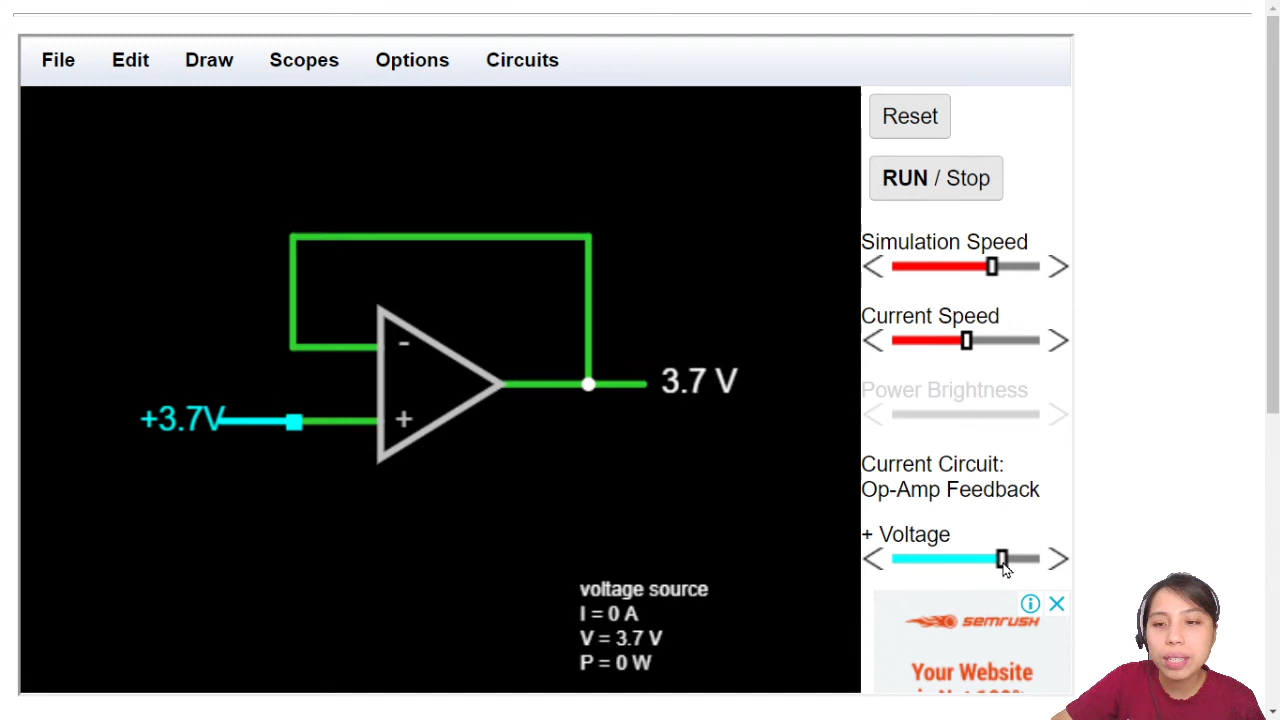 File Edit Draw Scopes Options Circuits
Reset
RUN / Stop
Simulation Speed
Current Speed
Power Brightness
Current Circuit:
Op-Amp Feedback
+ Voltage
-
+
+3.7V
3.7 V
voltage source
I = 0 A
V = 3.7 V
P = 0 W
semrush
Your Website